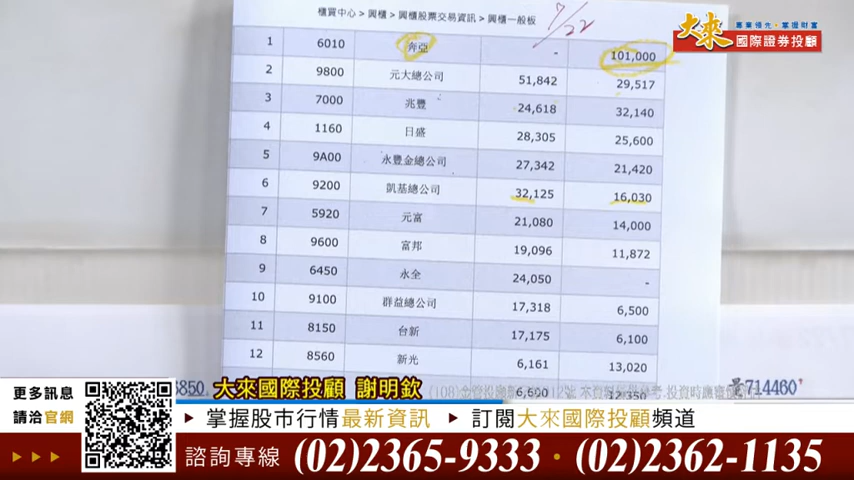 櫃買中心 > 興櫃 > 興櫃股票交易資訊 > 興櫃一般板
7/22
大來
專業領先·掌握財富
國際證券投顧
1 6010 奔亞 - 101,000
2 9800 元大總公司 51,842 29,517
3 7000 兆豐 24,618 32,140
4 1160 日盛 28,305 25,600
5 9A00 永豐金總公司 27,342 21,420
6 9200 凱基總公司 32,125 16,030
7 5920 元富 21,080 14,000
8 9600 富邦 19,096 11,872
9 6450 永全 24,050 -
10 9100 群益總公司 17,318 6,500
11 8150 台新 17,175 6,100
12 8560 新光 6,161 13,020
6,690 12,350
6850
714460
大來國際投顧 謝明欽
更多訊息
請洽官網
掌握股市行情最新資訊 訂閱大來國際投顧頻道
諮詢專線 (02)2365-9333·(02)2362-1135